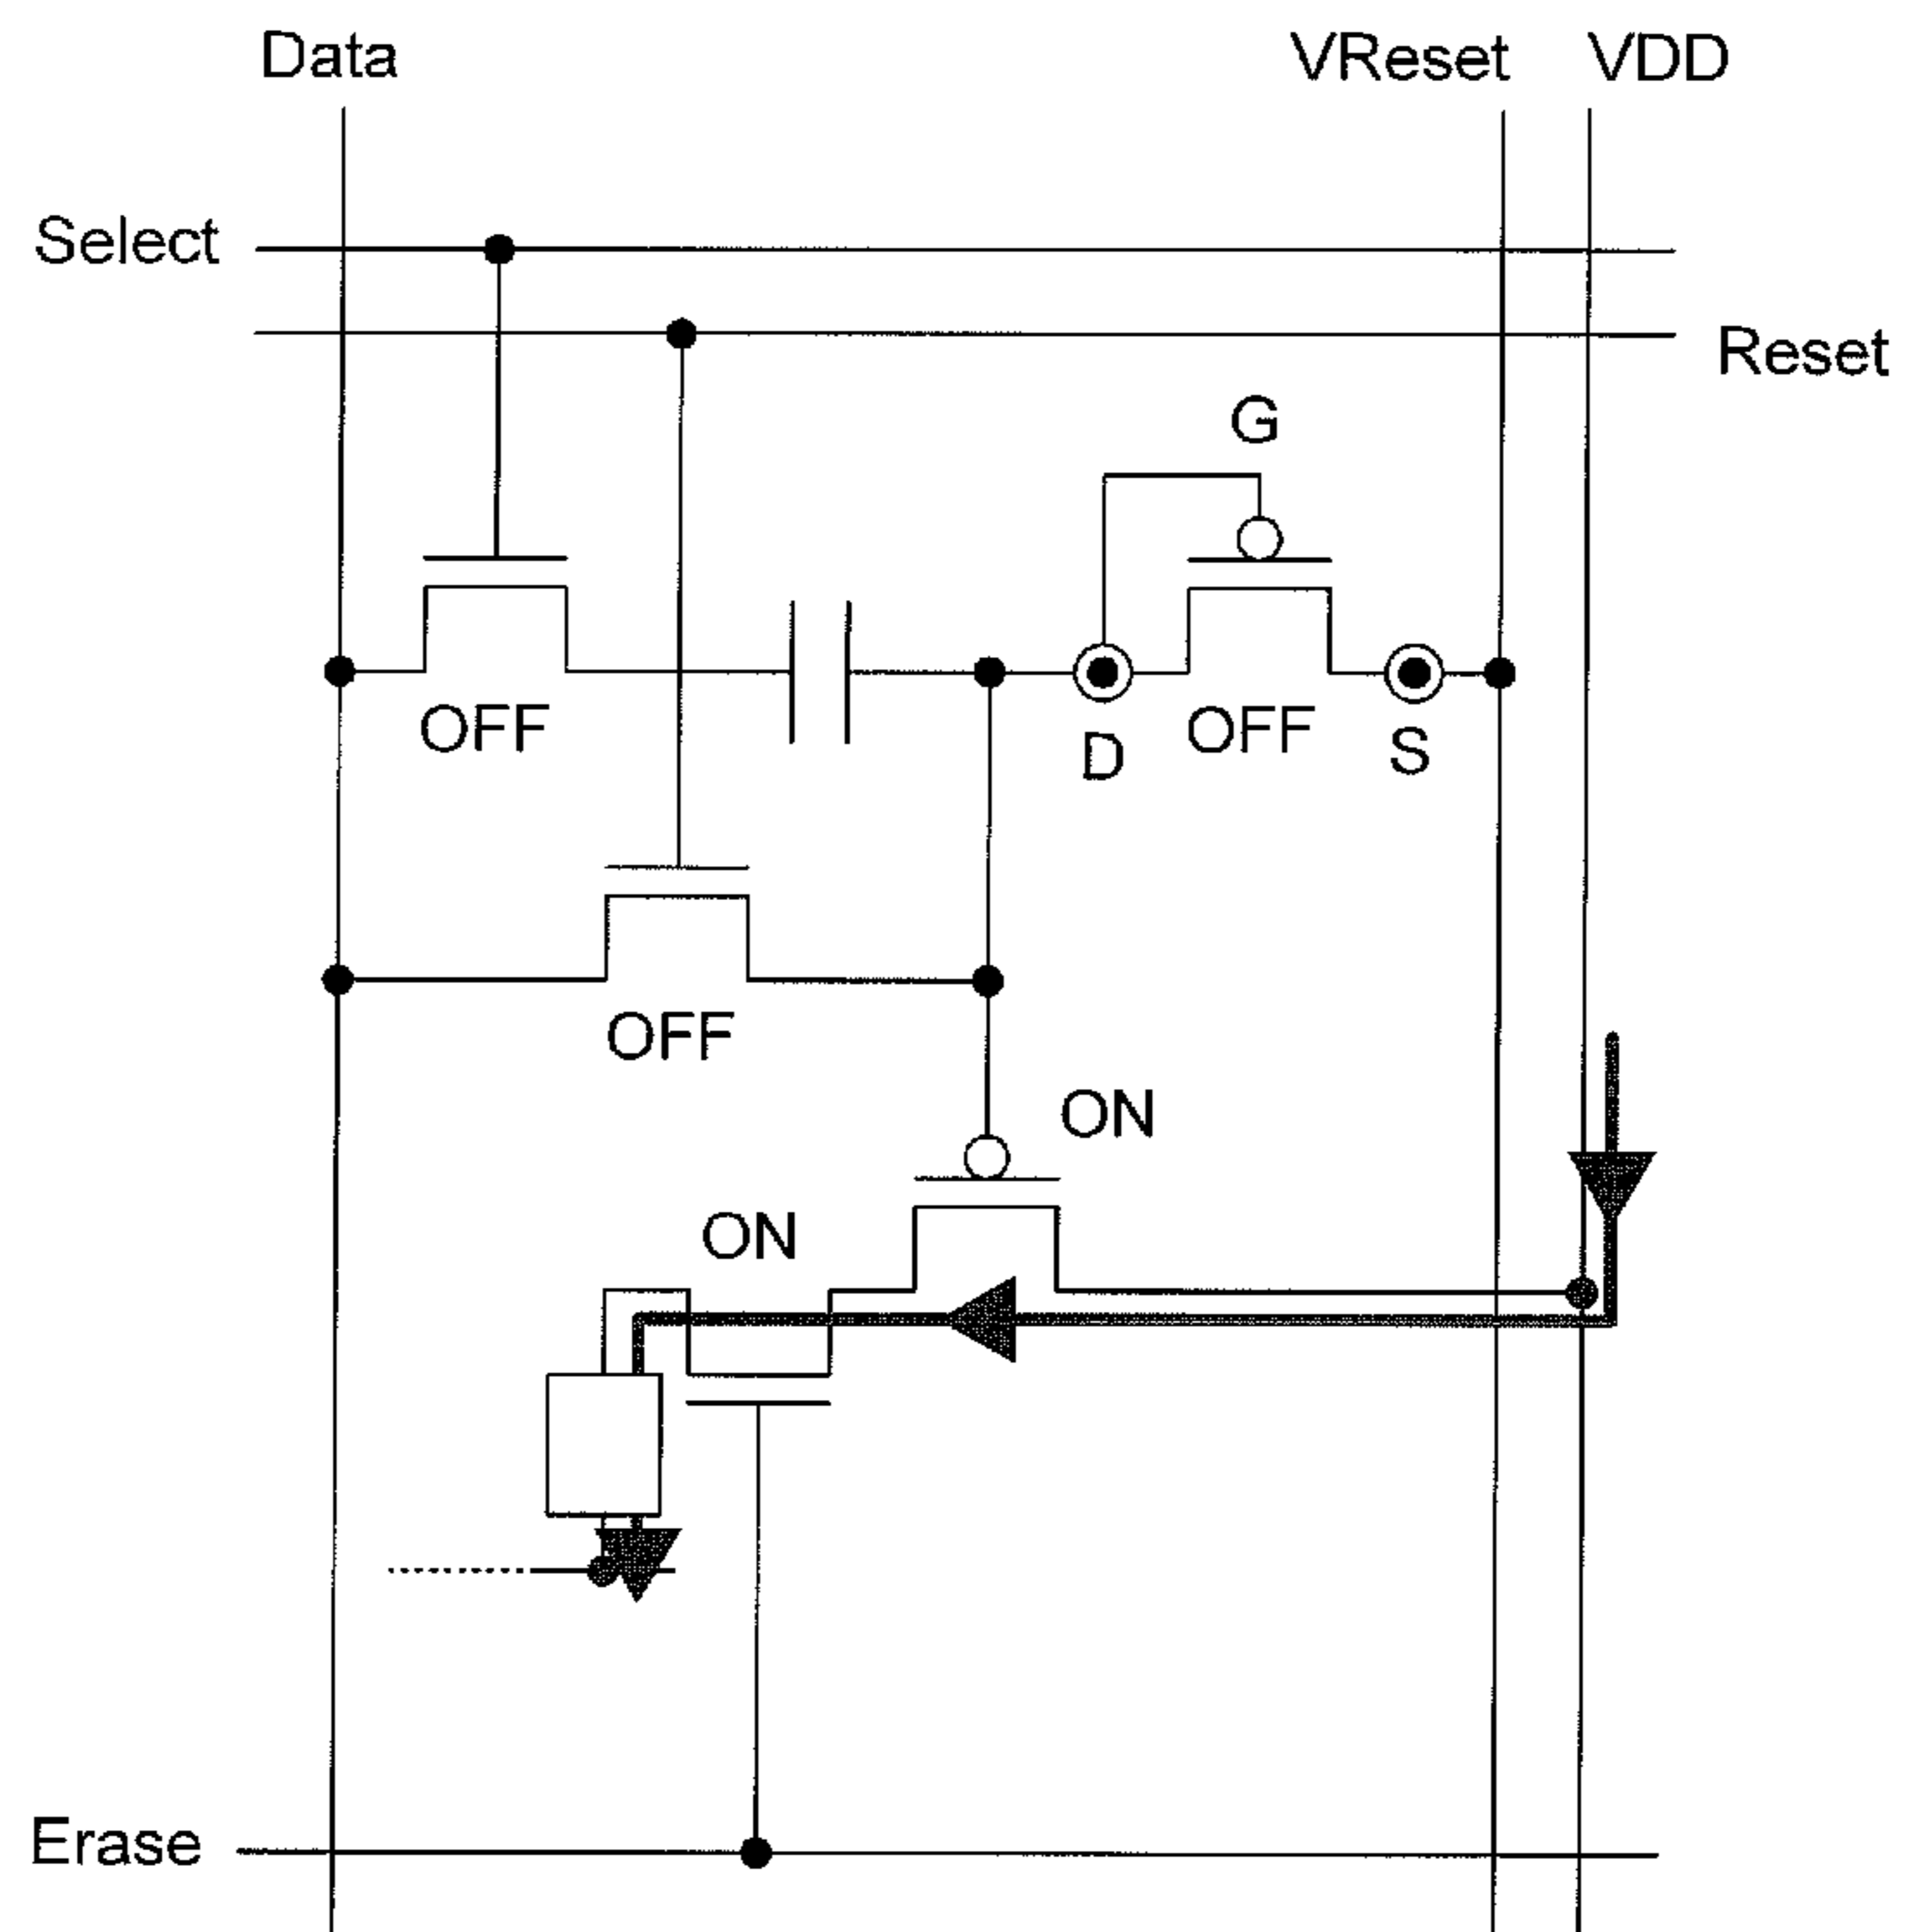 Data
VReset
VDD
Select
Reset
G
OFF
D
OFF
S
OFF
ON
ON
Erase